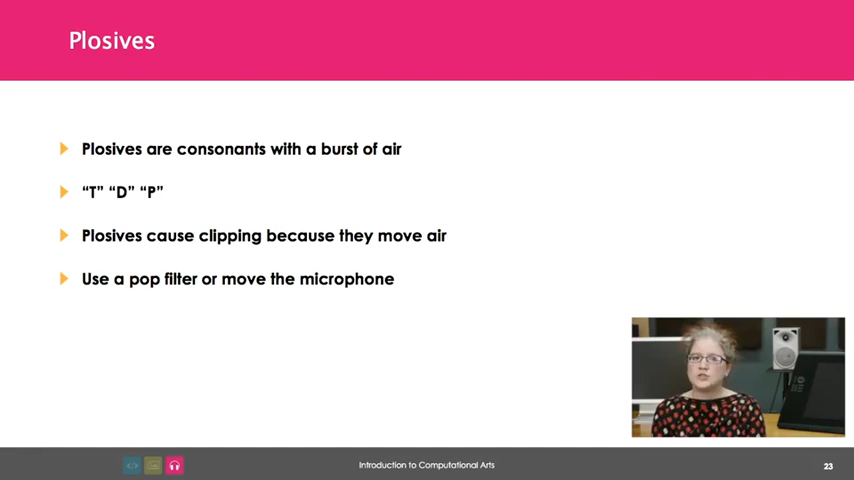 Plosives
Plosives are consonants with a burst of air
“T” “D” “P”
Plosives cause clipping because they move air
Use a pop filter or move the microphone
Introduction to Computational Arts
23